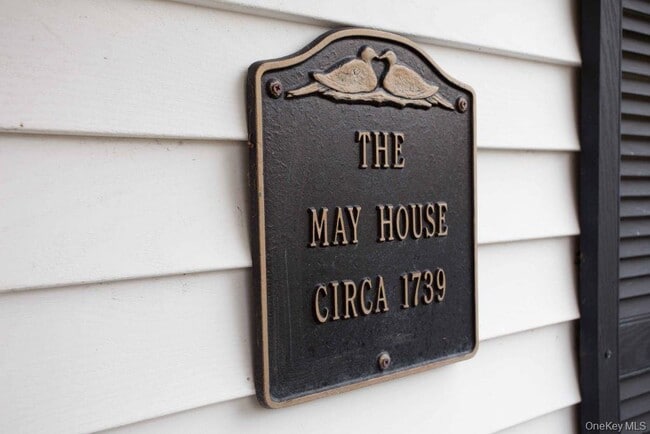 THE
MAY HOUSE
CIRCA 1739
OneKey MLS